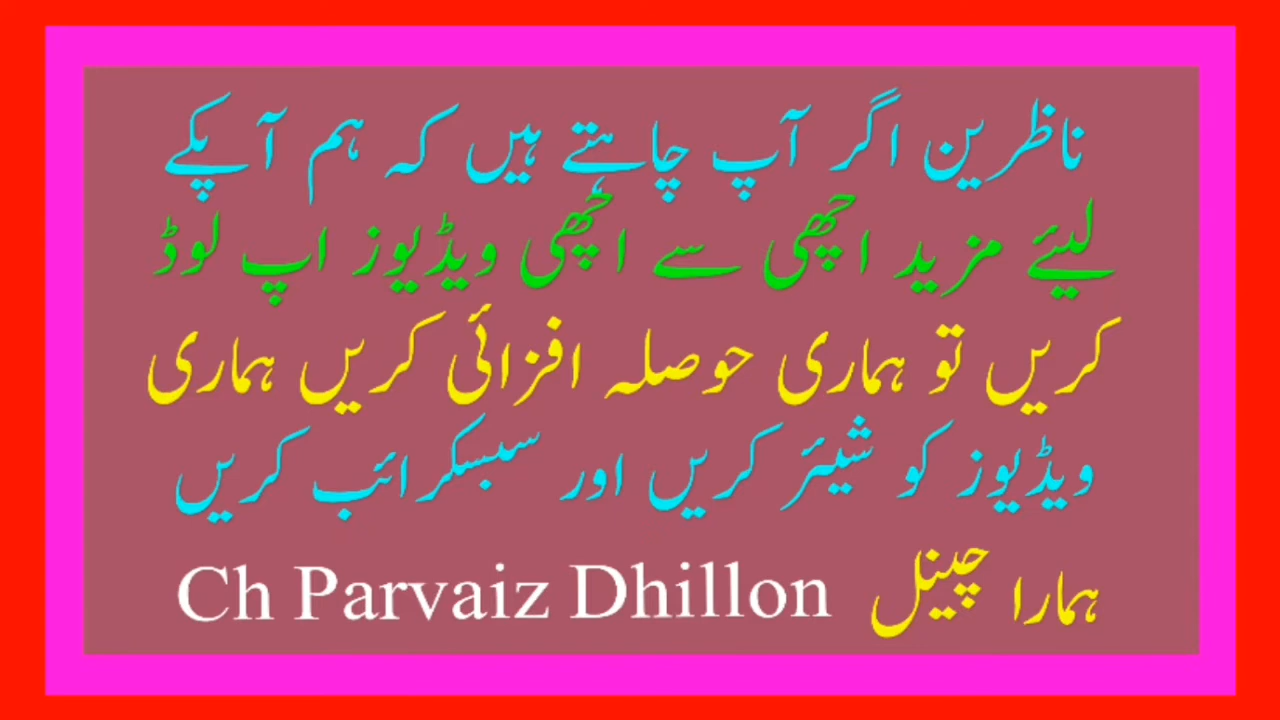 ناظرین اگر آپ چاہتے ہیں کہ ہم آپکے
لیئے مزید اچھی سے اچھی ویڈیوز اپ لوڈ
کریں تو ہماری حوصلہ افزائی کریں ہماری
ویڈیوز کو شیئر کریں اور سبسکرائب کریں
ہمارا چینل Ch Parvaiz Dhillon